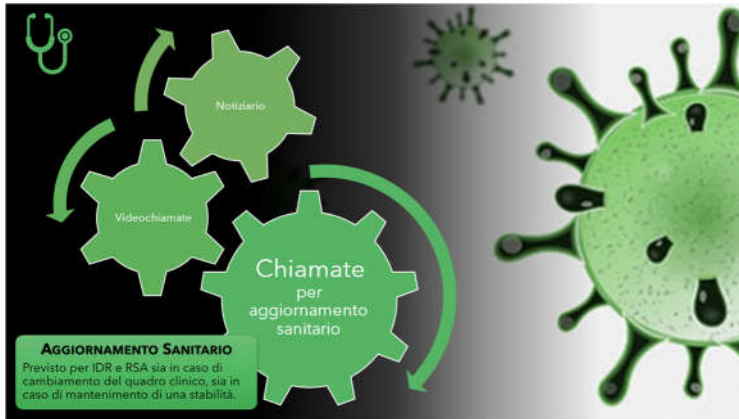 Notiziario
Videochiamate
Chiamate
per
aggiornamento
sanitario
AGGIORNAMENTO SANITARIO
Previsto per IDR e RSA sia in caso di
cambiamento del quadro clinico, sia in
caso di mantenimento di una stabilità.